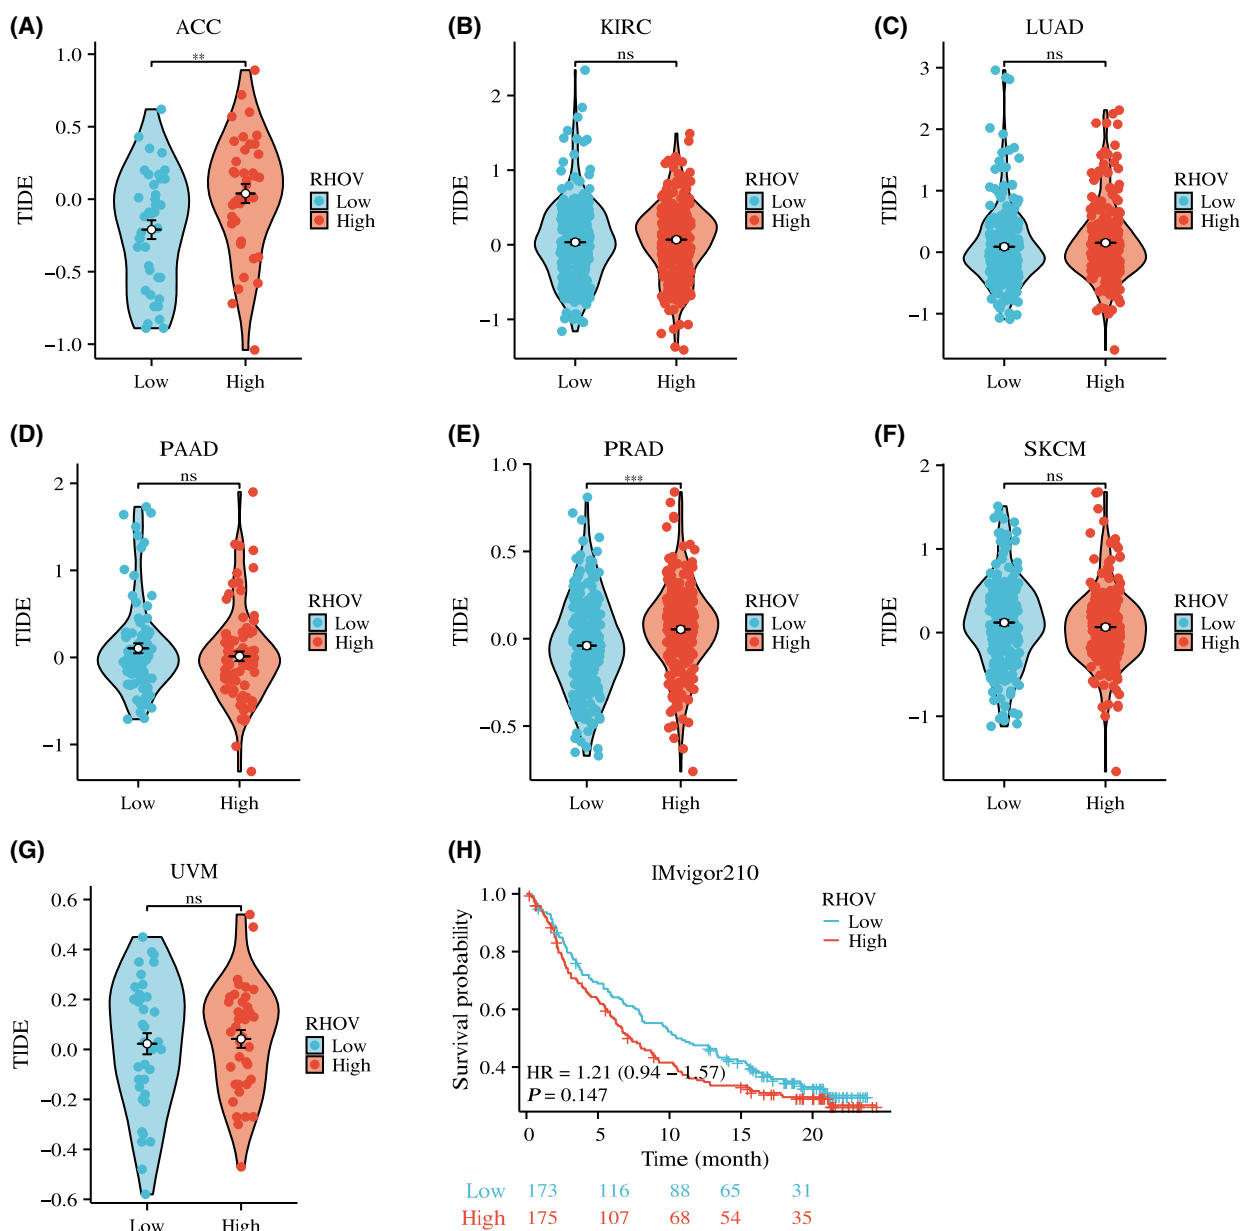 (A)
ACC
1.0
0.5
0.0
−0.5
−1.0
TIDE
**
Low
High
RHOV
Low
High
(B)
KIRC
2
1
0
−1
TIDE
ns
Low
High
RHOV
Low
High
(C)
LUAD
3
2
1
0
−1
TIDE
ns
Low
High
RHOV
Low
High
(D)
PAAD
2
1
0
−1
TIDE
ns
Low
High
RHOV
Low
High
(E)
PRAD
1.0
0.5
0.0
−0.5
TIDE
***
Low
High
RHOV
Low
High
(F)
SKCM
2
1
0
−1
TIDE
ns
Low
High
RHOV
Low
High
(G)
UVM
0.6
0.4
0.2
0.0
−0.2
−0.4
−0.6
TIDE
ns
Low
High
RHOV
Low
High
(H)
IMvigor210
1.0
0.8
0.6
0.4
Survival probability
RHOV
Low
High
HR = 1.21 (0.94 − 1.57)
P = 0.147
0 5 10 15 20
Time (month)
Low 173 116 88 65 31
High 175 107 68 54 35